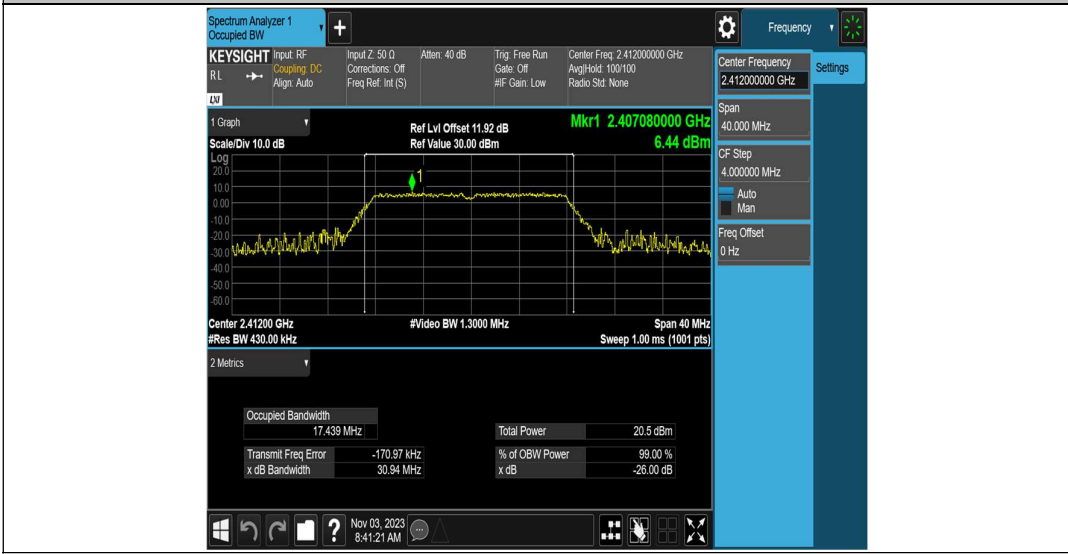 Spectrum Analyzer 1
Occupied BW
Frequency
KEYSIGHT
RL
LXI
Input: RF
Coupling: DC
Align: Auto
Input Z: 50 Ω
Corrections: Off
Freq Ref: Int (S)
Atten: 40 dB
Trig: Free Run
Gate: Off
#IF Gain: Low
Center Freq: 2.412000000 GHz
Avg|Hold: 100/100
Radio Std: None
Center Frequency
2.412000000 GHz
Settings
Span
40.000 MHz
CF Step
4.000000 MHz
Auto
Man
Freq Offset
0 Hz
1 Graph
Scale/Div 10.0 dB
Ref Lvl Offset 11.92 dB
Ref Value 30.00 dBm
Mkr1 2.407080000 GHz
6.44 dBm
Log
20.0
10.0
0.00
-10.0
-20.0
-30.0
-40.0
-50.0
-60.0
1
Center 2.41200 GHz
#Res BW 430.00 kHz
#Video BW 1.3000 MHz
Span 40 MHz
Sweep 1.00 ms (1001 pts)
2 Metrics
Occupied Bandwidth
17.439 MHz
Total Power 20.5 dBm
Transmit Freq Error -170.97 kHz
% of OBW Power 99.00 %
x dB Bandwidth 30.94 MHz
x dB -26.00 dB
?
Nov 03, 2023
8:41:21 AM